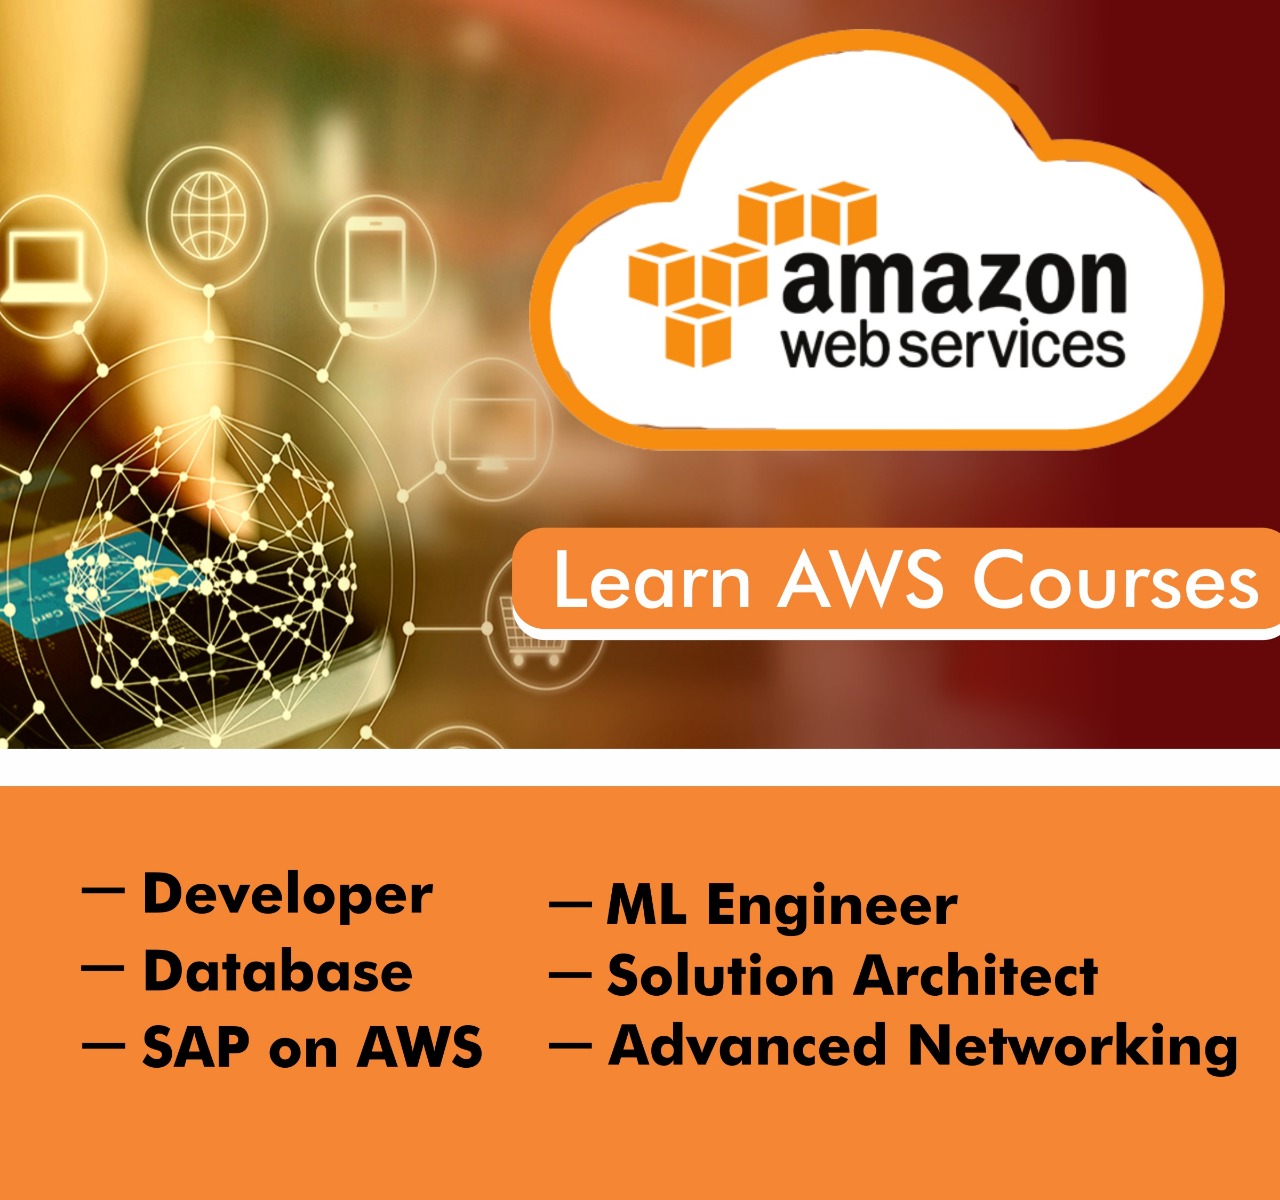 amazon
web services
Learn AWS Courses
— Developer
— Database
— SAP on AWS
— ML Engineer
— Solution Architect
— Advanced Networking